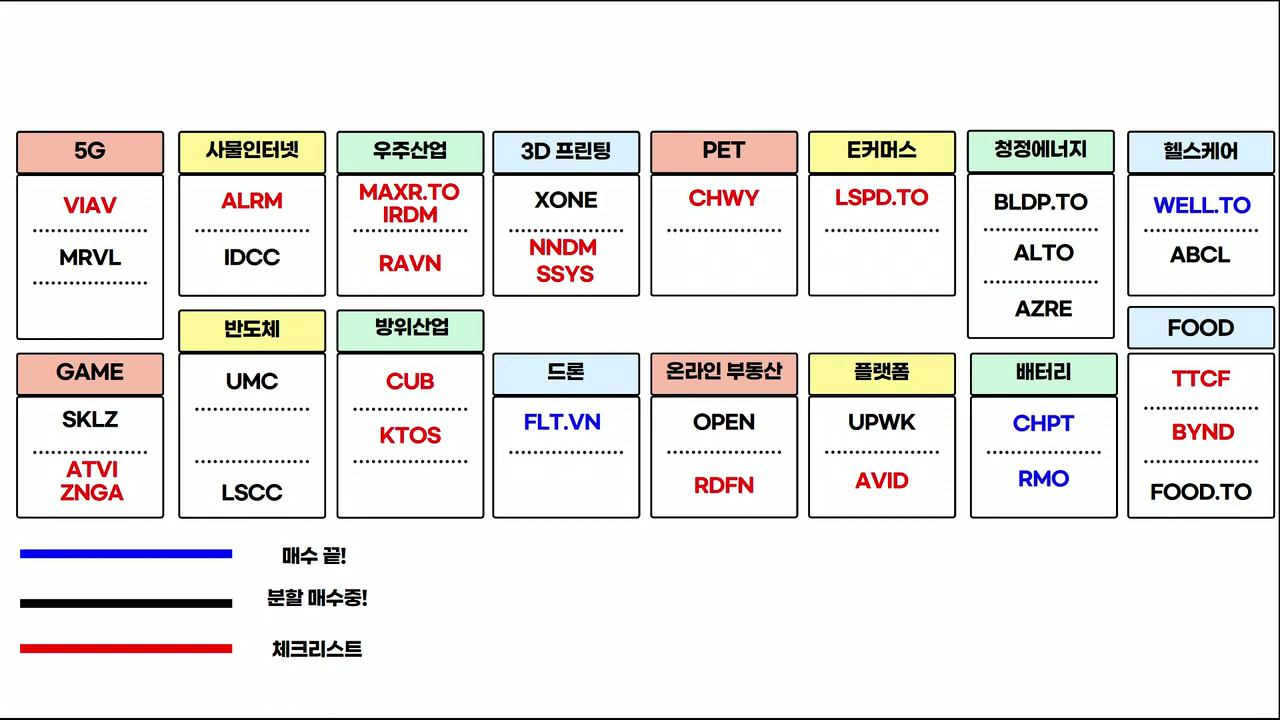 5G
VIAV
MRVL
사물인터넷
ALRM
IDCC
우주산업
MAXR.TO
IRDM
RAVN
3D 프린팅
XONE
NNDM
SSYS
PET
CHWY
E커머스
LSPD.TO
청정에너지
BLDP.TO
ALTO
AZRE
헬스케어
WELL.TO
ABCL
GAME
SKLZ
ATVI
ZNGA
반도체
UMC
LSCC
방위산업
CUB
KTOS
드론
FLT.VN
온라인 부동산
OPEN
RDFN
플랫폼
UPWK
AVID
배터리
CHPT
RMO
FOOD
TTCF
BYND
FOOD.TO
매수 끝!
분할 매수중!
체크리스트